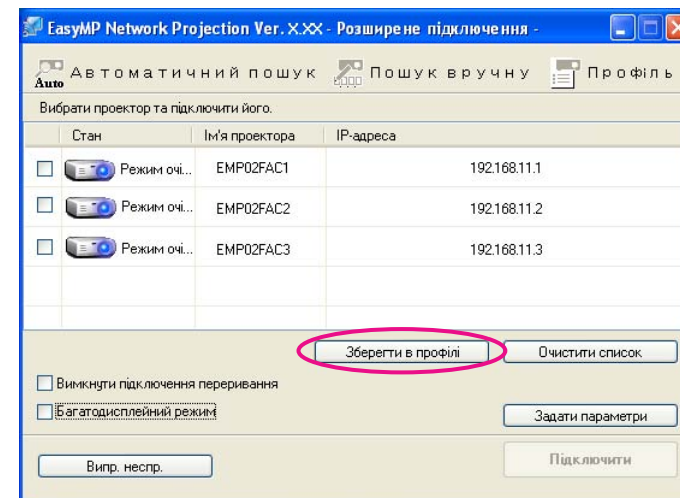 EasyMP Network Projection Ver. X.XX - Розширене підключення -
Auto Автоматичний пошук Пошук вручну Профіль
Вибрати проектор та підключити його.
Стан Ім'я проектора IP-адреса
Режим очі... EMP02FAC1 192.168.11.1
Режим очі... EMP02FAC2 192.168.11.2
Режим очі... EMP02FAC3 192.168.11.3
Зберегти в профілі Очистити список
Вимкнути підключення переривання
Багатодисплейний режим Задати параметри
Випр. неспр. Підключити